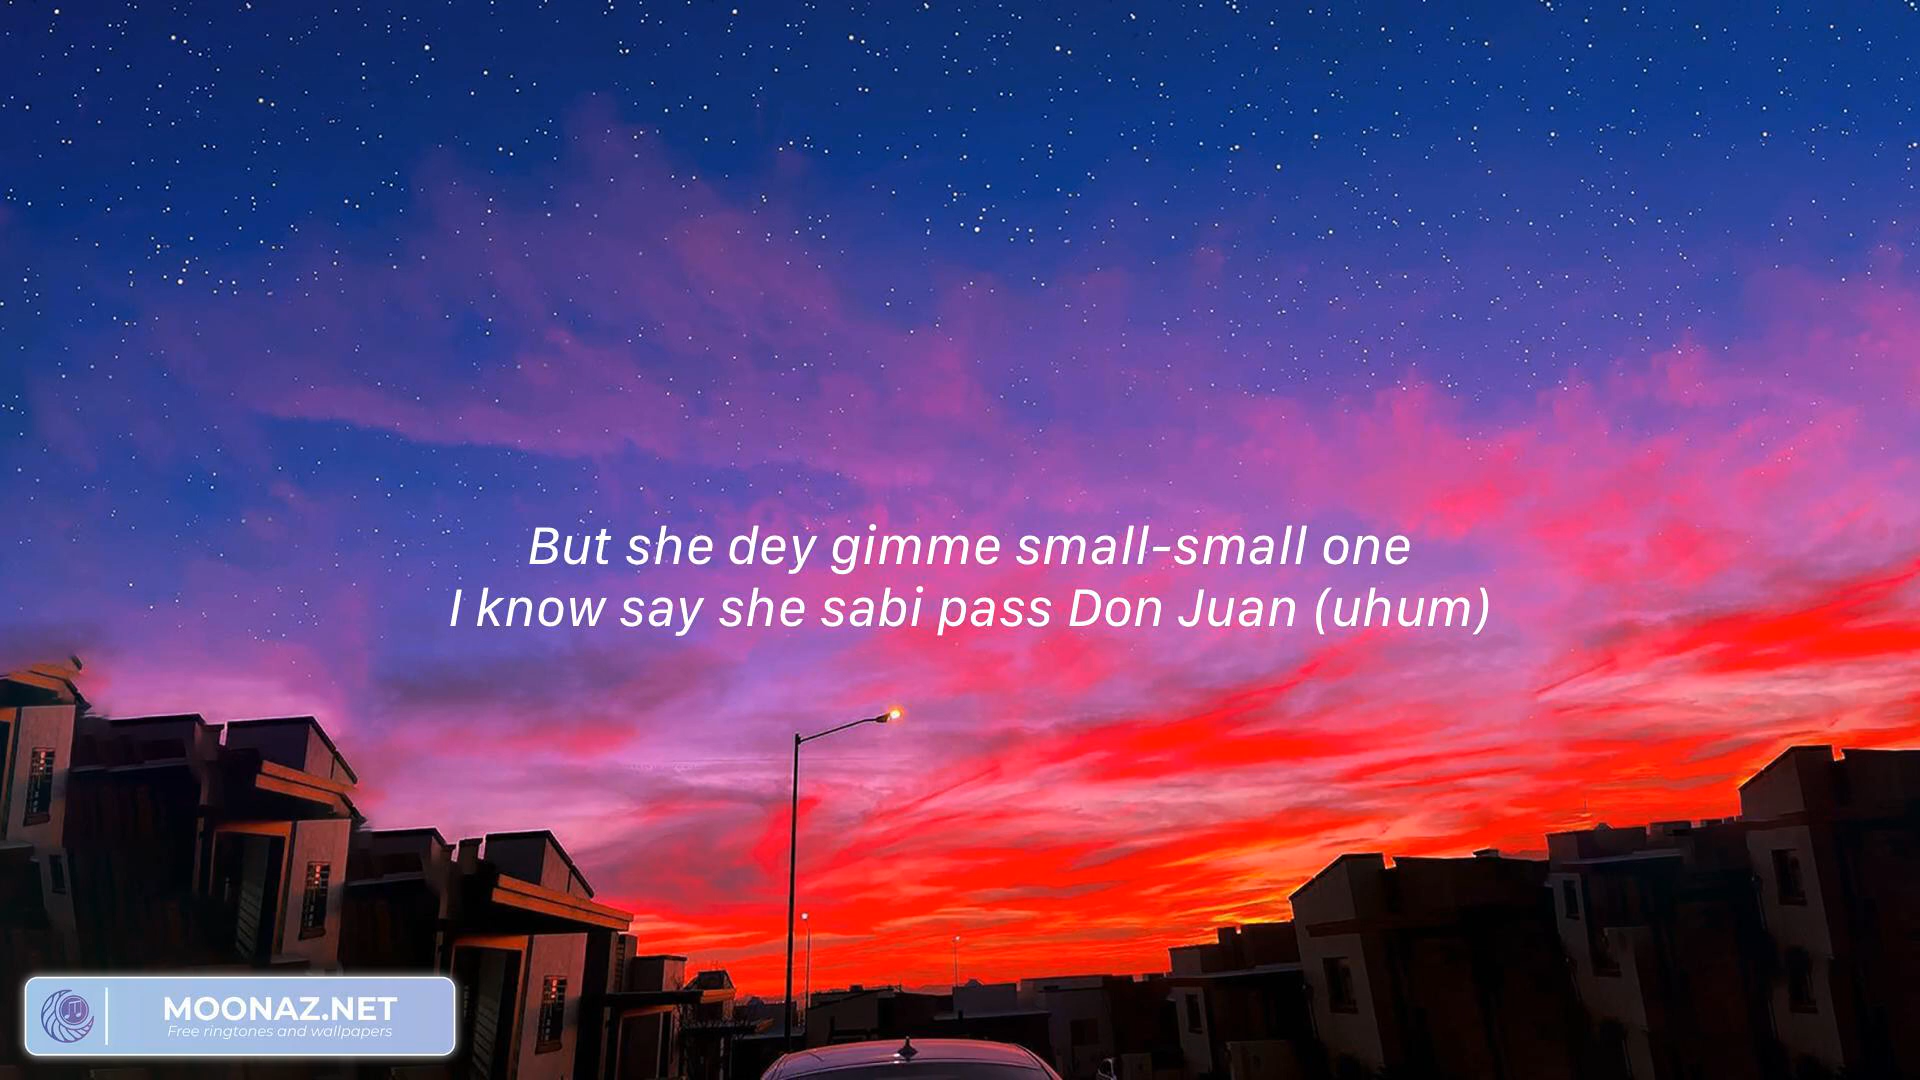 But she dey gimme small-small one
I know say she sabi pass Don Juan (uhum)
MOONAZ.NET
Free ringtones and wallpapers